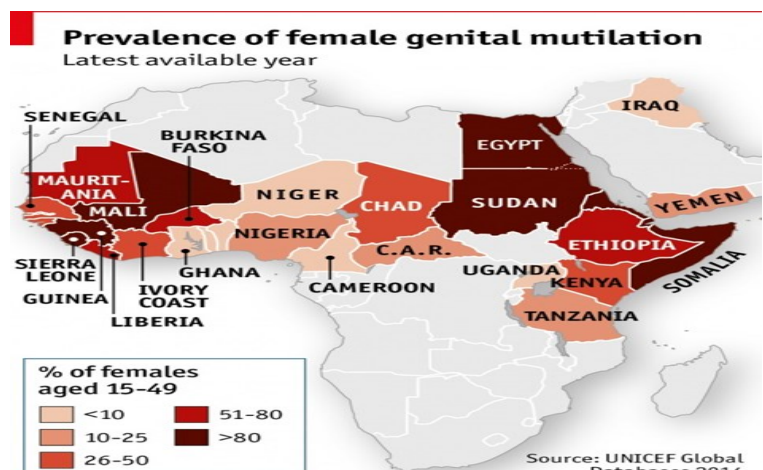 Prevalence of female genital mutilation
Latest available year
SENEGAL
BURKINA
FASO
IRAQ
EGYPT
MAURIT-
ANIA
MALI
NIGER
CHAD
SUDAN
YEMEN
NIGERIA
C.A.R.
ETHIOPIA
SOMALIA
SIERRA
LEONE
GUINEA
LIBERIA
IVORY
COAST
GHANA
CAMEROON
UGANDA
KENYA
TANZANIA
% of females
aged 15-49
<10
10-25
26-50
51-80
>80
Source: UNICEF Global